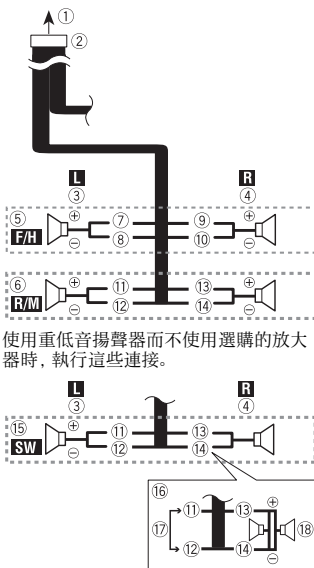 ①
②
L R
③ ④
⑤ ⊕ ⑦ ⑨ ⊕
F/H ⊖ ⑧ ⑩ ⊖
⑥ ⊕ ⑪ ⑬ ⊕
R/M ⊖ ⑫ ⑭ ⊖
使用重低音揚聲器而不使用選購的放大
器時，執行這些連接。
L R
③ ④
⑮ ⊕ ⑪ ⑬ ⊕
SW ⊖ ⑫ ⑭ ⊖
⑯
⑪ ⑬ ⊕
⑰ ⑱
⑫ ⑭ ⊖